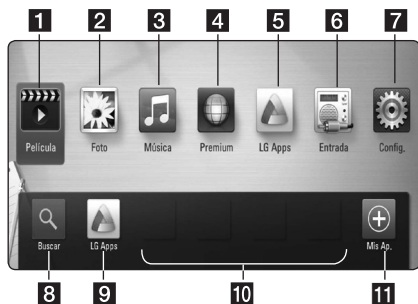 1 2 3 4 5 6 7
Película Foto Música Premium LG Apps Entrada Config.
Buscar LG Apps Mis Ap.
8 9 10 11